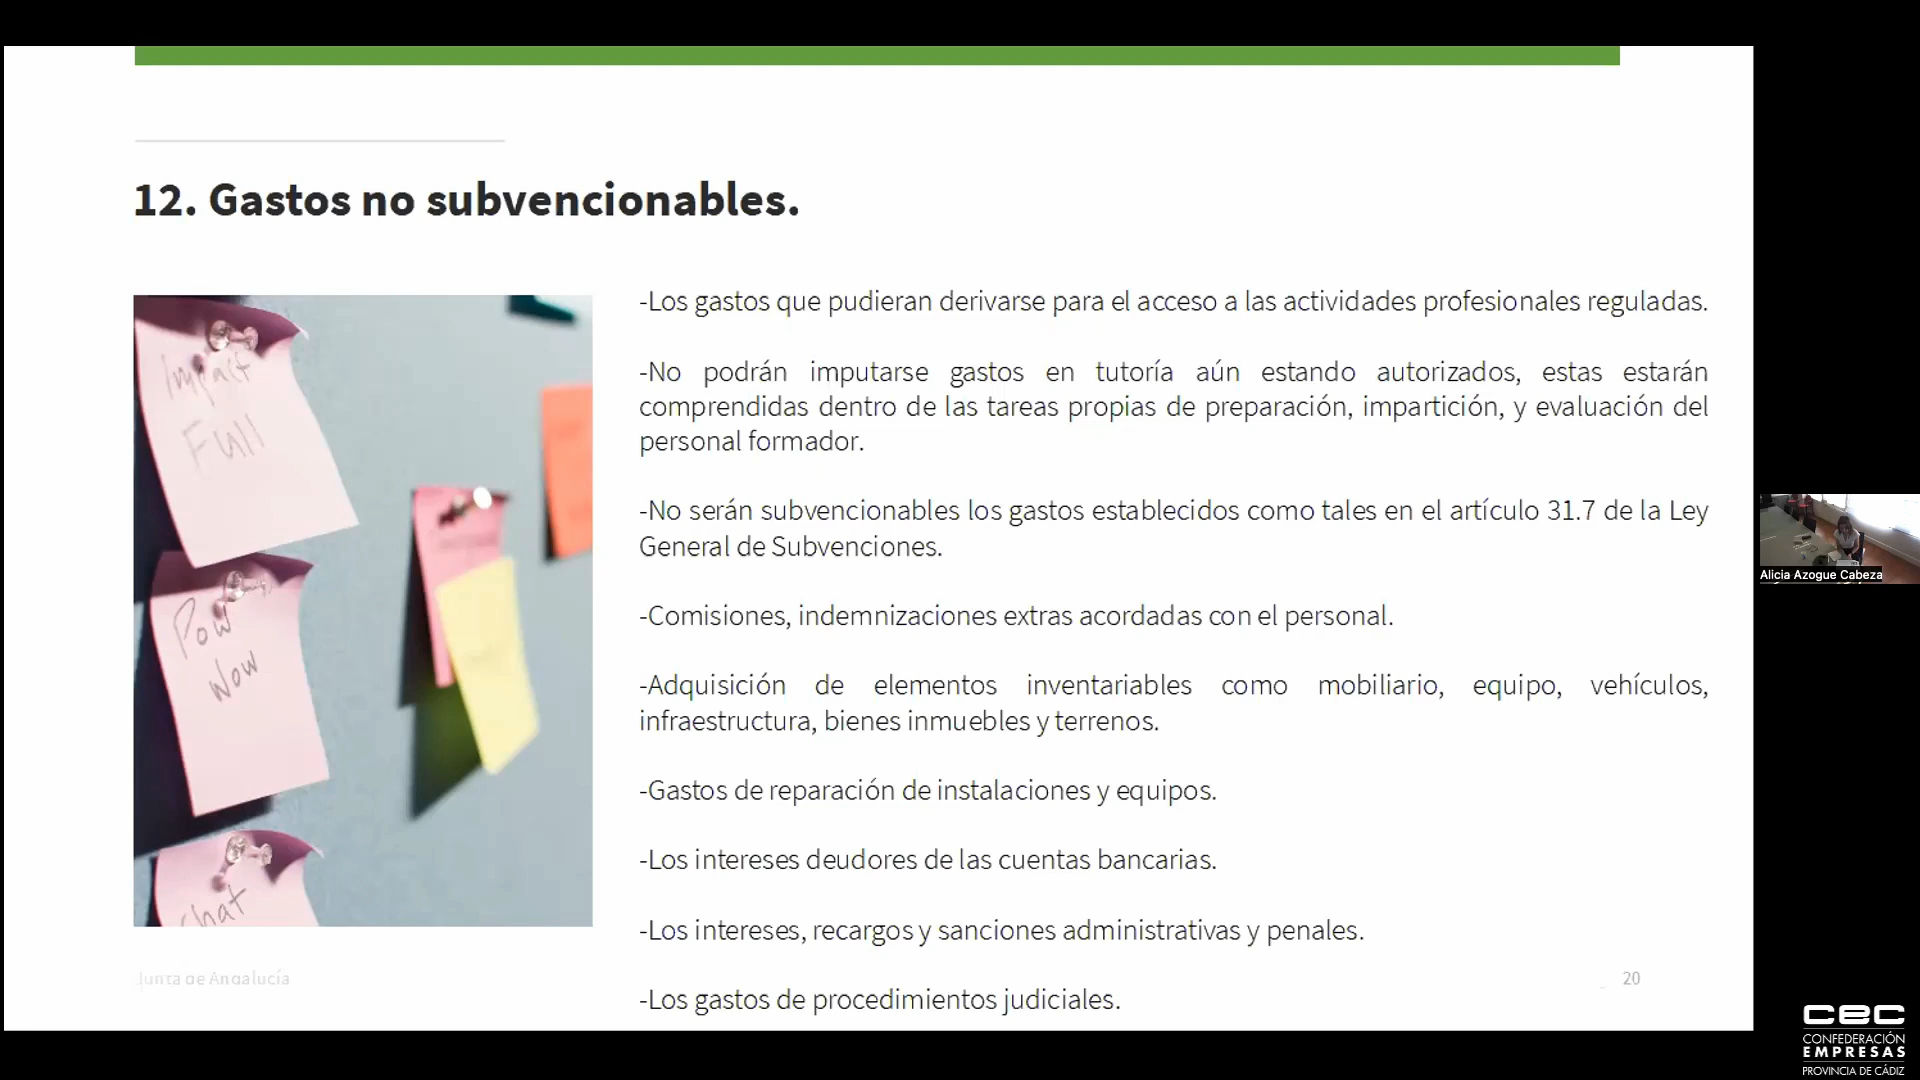 12. Gastos no subvencionables.
Impact
Full
Pow
Wow
Chat
-Los gastos que pudieran derivarse para el acceso a las actividades profesionales reguladas.
-No podrán imputarse gastos en tutoría aún estando autorizados, estas estarán
comprendidas dentro de las tareas propias de preparación, impartición, y evaluación del
personal formador.
-No serán subvencionables los gastos establecidos como tales en el artículo 31.7 de la Ley
General de Subvenciones.
-Comisiones, indemnizaciones extras acordadas con el personal.
-Adquisición de elementos inventariables como mobiliario, equipo, vehículos,
infraestructura, bienes inmuebles y terrenos.
-Gastos de reparación de instalaciones y equipos.
-Los intereses deudores de las cuentas bancarias.
-Los intereses, recargos y sanciones administrativas y penales.
-Los gastos de procedimientos judiciales.
Junta de Andalucía
20
Alicia Azogue Cabeza
cec
CONFEDERACIÓN
EMPRESAS
PROVINCIA DE CÁDIZ